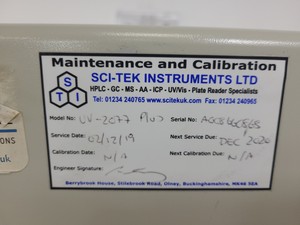 Maintenance and Calibration
SCI-TEK INSTRUMENTS LTD
HPLC - GC - MS - AA - ICP - UV/Vis - Plate Reader Specialists
Tel: 01234 240765 www.scitekuk.com Fax: 01234 240965
STI
Model No: UV-2077 Plus Serial No:
Service Date: 02/12/19 Next Service Due: DEC 2020
Calibration Date: N/A Next Calibration Due: N/A
Engineer Signature:
Berrybrook House, Stilebrook Road, Olney, Buckinghamshire, MK46 5EA
IONS
uk